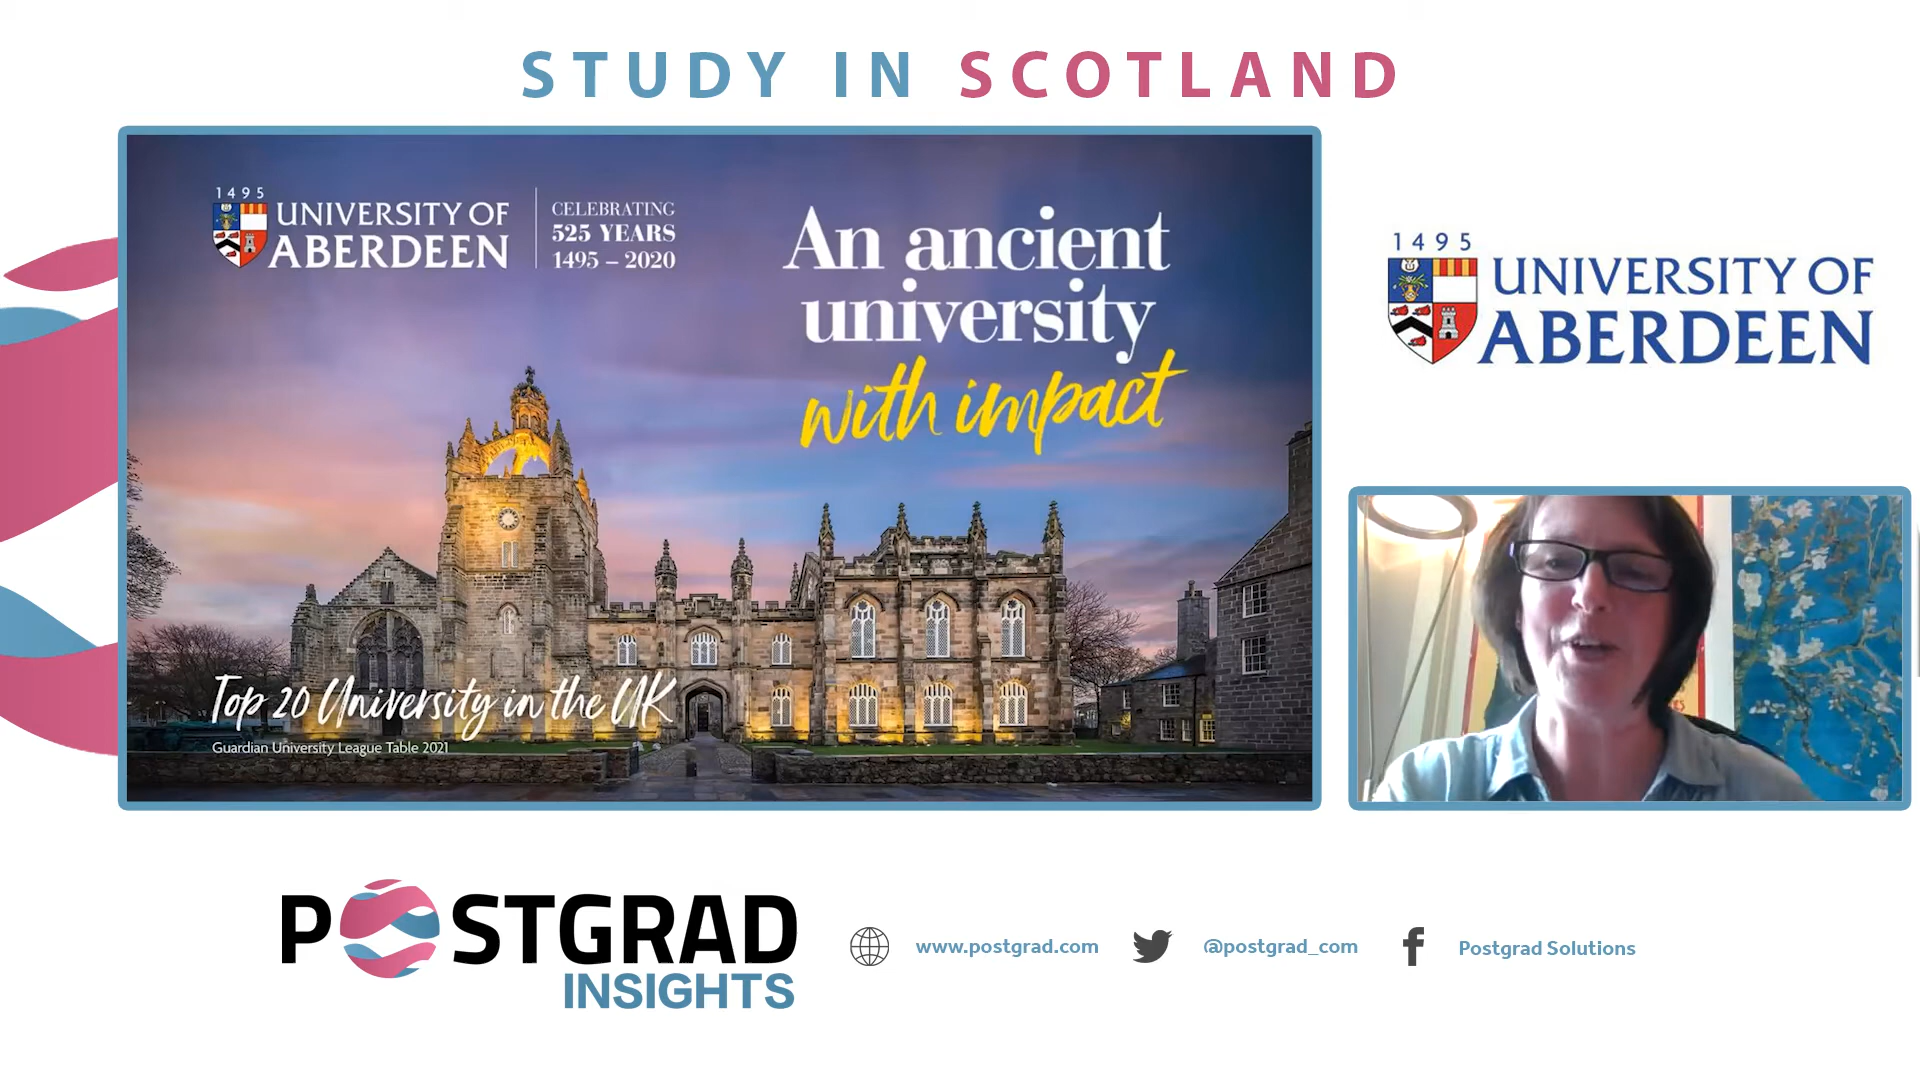 STUDY IN SCOTLAND
1495
UNIVERSITY OF
ABERDEEN
CELEBRATING
525 YEARS
1495 – 2020
An ancient
university
with impact
Top 20 University in the UK
Guardian University League Table 2021
1495
UNIVERSITY OF
ABERDEEN
POSTGRAD
INSIGHTS
www.postgrad.com
@postgrad_com
Postgrad Solutions